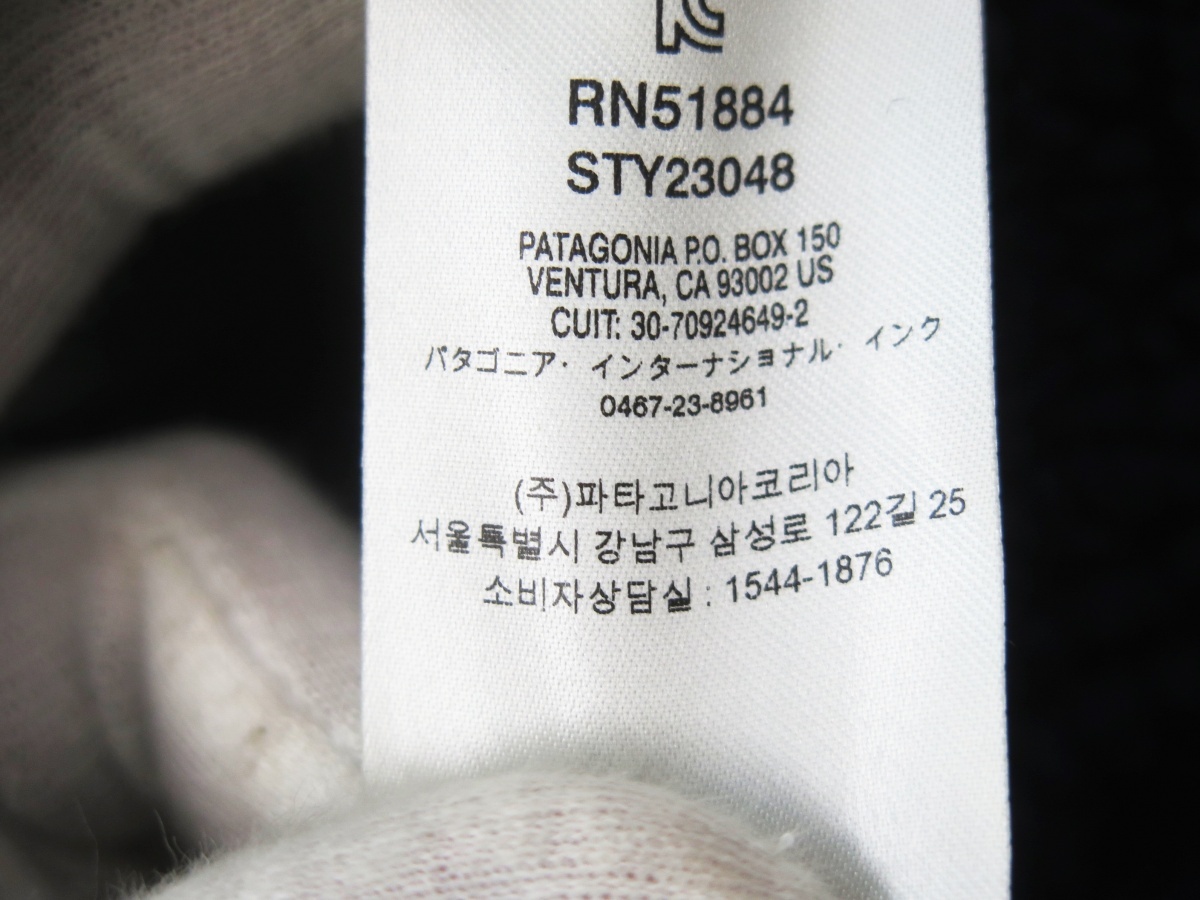 RN51884
STY23048
PATAGONIA P.O. BOX 150
VENTURA, CA 93002 US
CUIT: 30-70924649-2
パタゴニア・インターナショナル・インク
0467-23-8961
(주)파타고니아코리아
서울특별시 강남구 삼성로 122길 25
소비자상담실 : 1544-1876